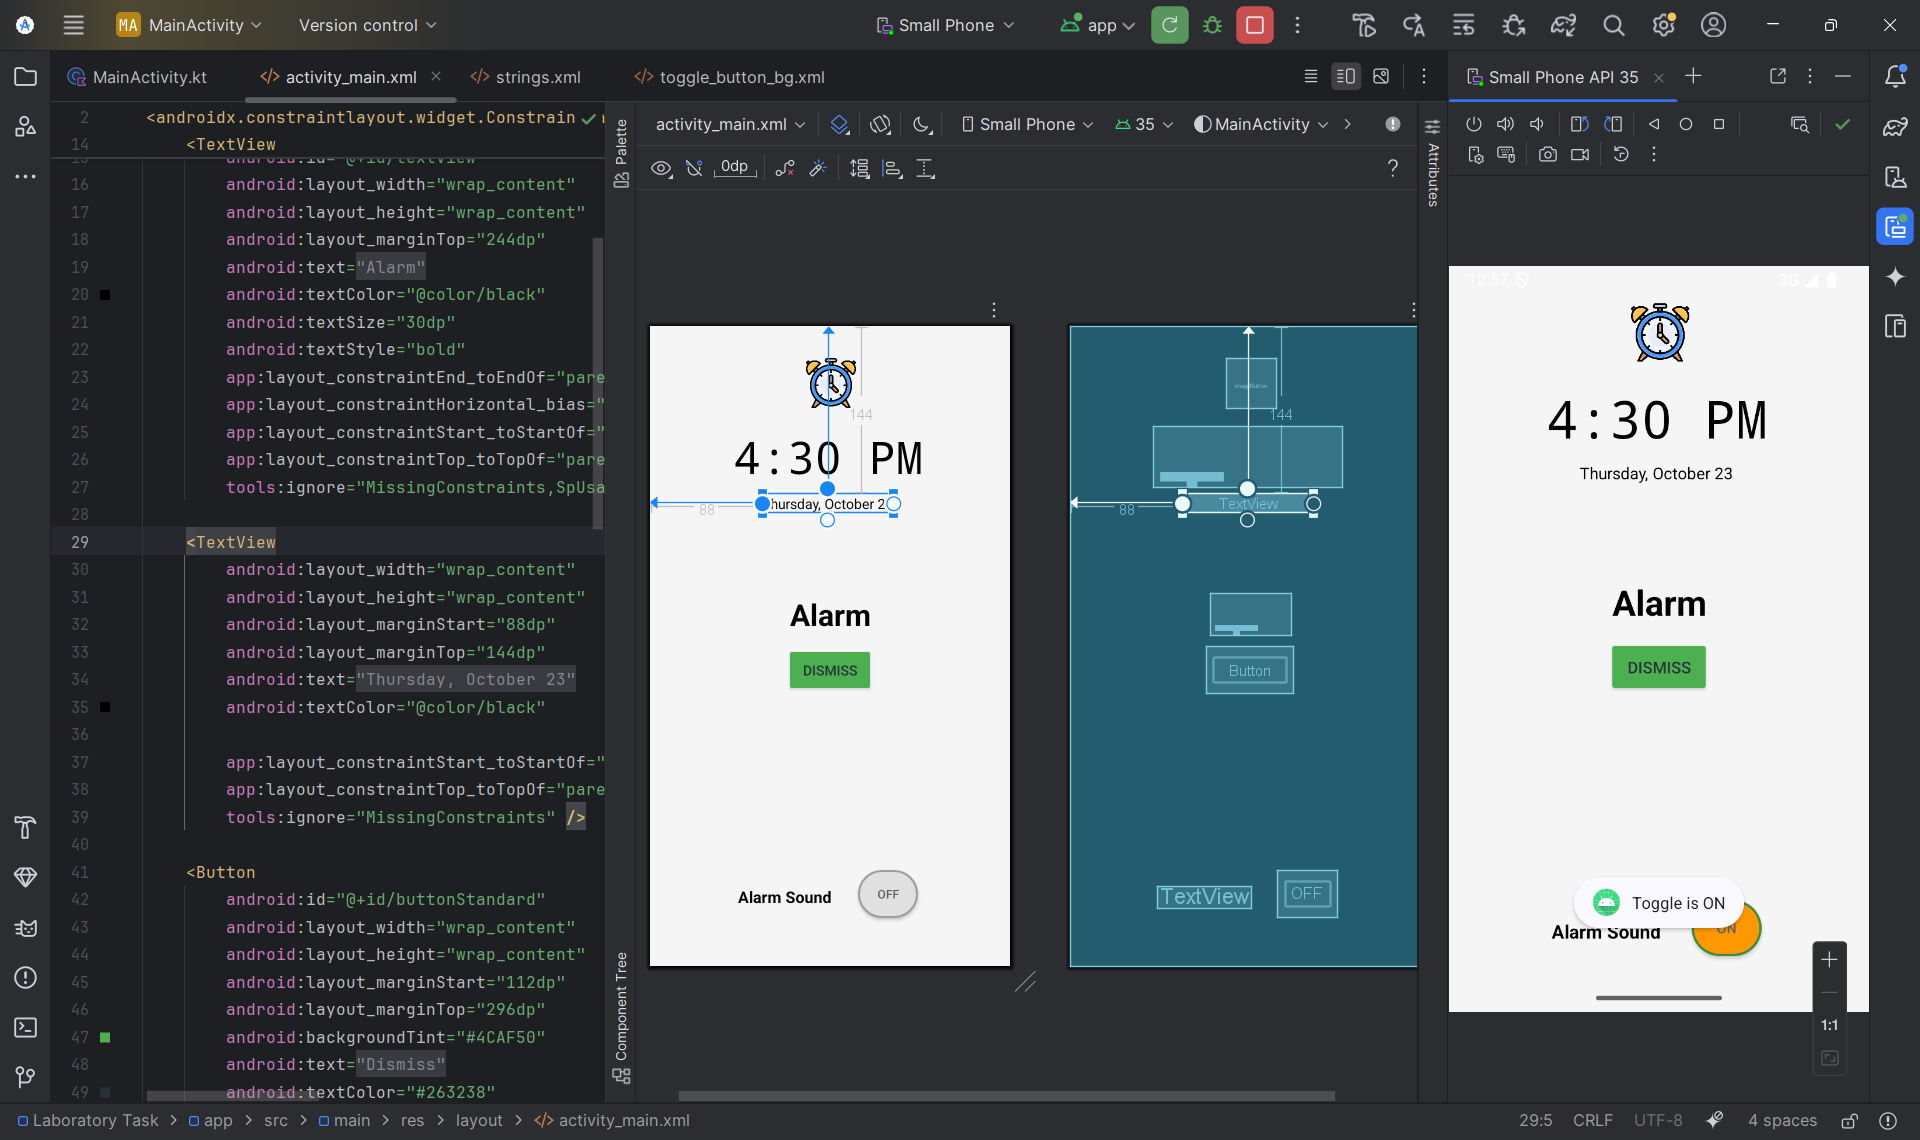 MA MainActivity
Version control
Small Phone
app
MainActivity.kt
activity_main.xml
strings.xml
toggle_button_bg.xml
Small Phone API 35
2 <androidx.constraintlayout.widget.Constrain
14 <TextView
android:id="@+id/textView"
16 android:layout_width="wrap_content"
17 android:layout_height="wrap_content"
18 android:layout_marginTop="244dp"
19 android:text="Alarm"
20 android:textColor="@color/black"
21 android:textSize="30dp"
22 android:textStyle="bold"
23 app:layout_constraintEnd_toEndOf="pare
24 app:layout_constraintHorizontal_bias="
25 app:layout_constraintStart_toStartOf="
26 app:layout_constraintTop_toTopOf="pare
27 tools:ignore="MissingConstraints,SpUsa
28
29 <TextView
30 android:layout_width="wrap_content"
31 android:layout_height="wrap_content"
32 android:layout_marginStart="88dp"
33 android:layout_marginTop="144dp"
34 android:text="Thursday, October 23"
35 android:textColor="@color/black"
36
37 app:layout_constraintStart_toStartOf="
38 app:layout_constraintTop_toTopOf="pare
39 tools:ignore="MissingConstraints" />
40
41 <Button
42 android:id="@+id/buttonStandard"
43 android:layout_width="wrap_content"
44 android:layout_height="wrap_content"
45 android:layout_marginStart="112dp"
46 android:layout_marginTop="296dp"
47 android:backgroundTint="#4CAF50"
48 android:text="Dismiss"
49 android:textColor="#263238"
Palette
Component Tree
activity_main.xml
Small Phone
35
MainActivity
0dp
?
Attributes
144
4:30 PM
hursday, October 2
88
Alarm
DISMISS
Alarm Sound
OFF
imageButton
144
TextView
88
Button
TextView
OFF
12:57
3G
4:30 PM
Thursday, October 23
Alarm
DISMISS
Toggle is ON
Alarm Sound
ON
1:1
Laboratory Task > app > src > main > res > layout > activity_main.xml
29:5
CRLF
UTF-8
4 spaces